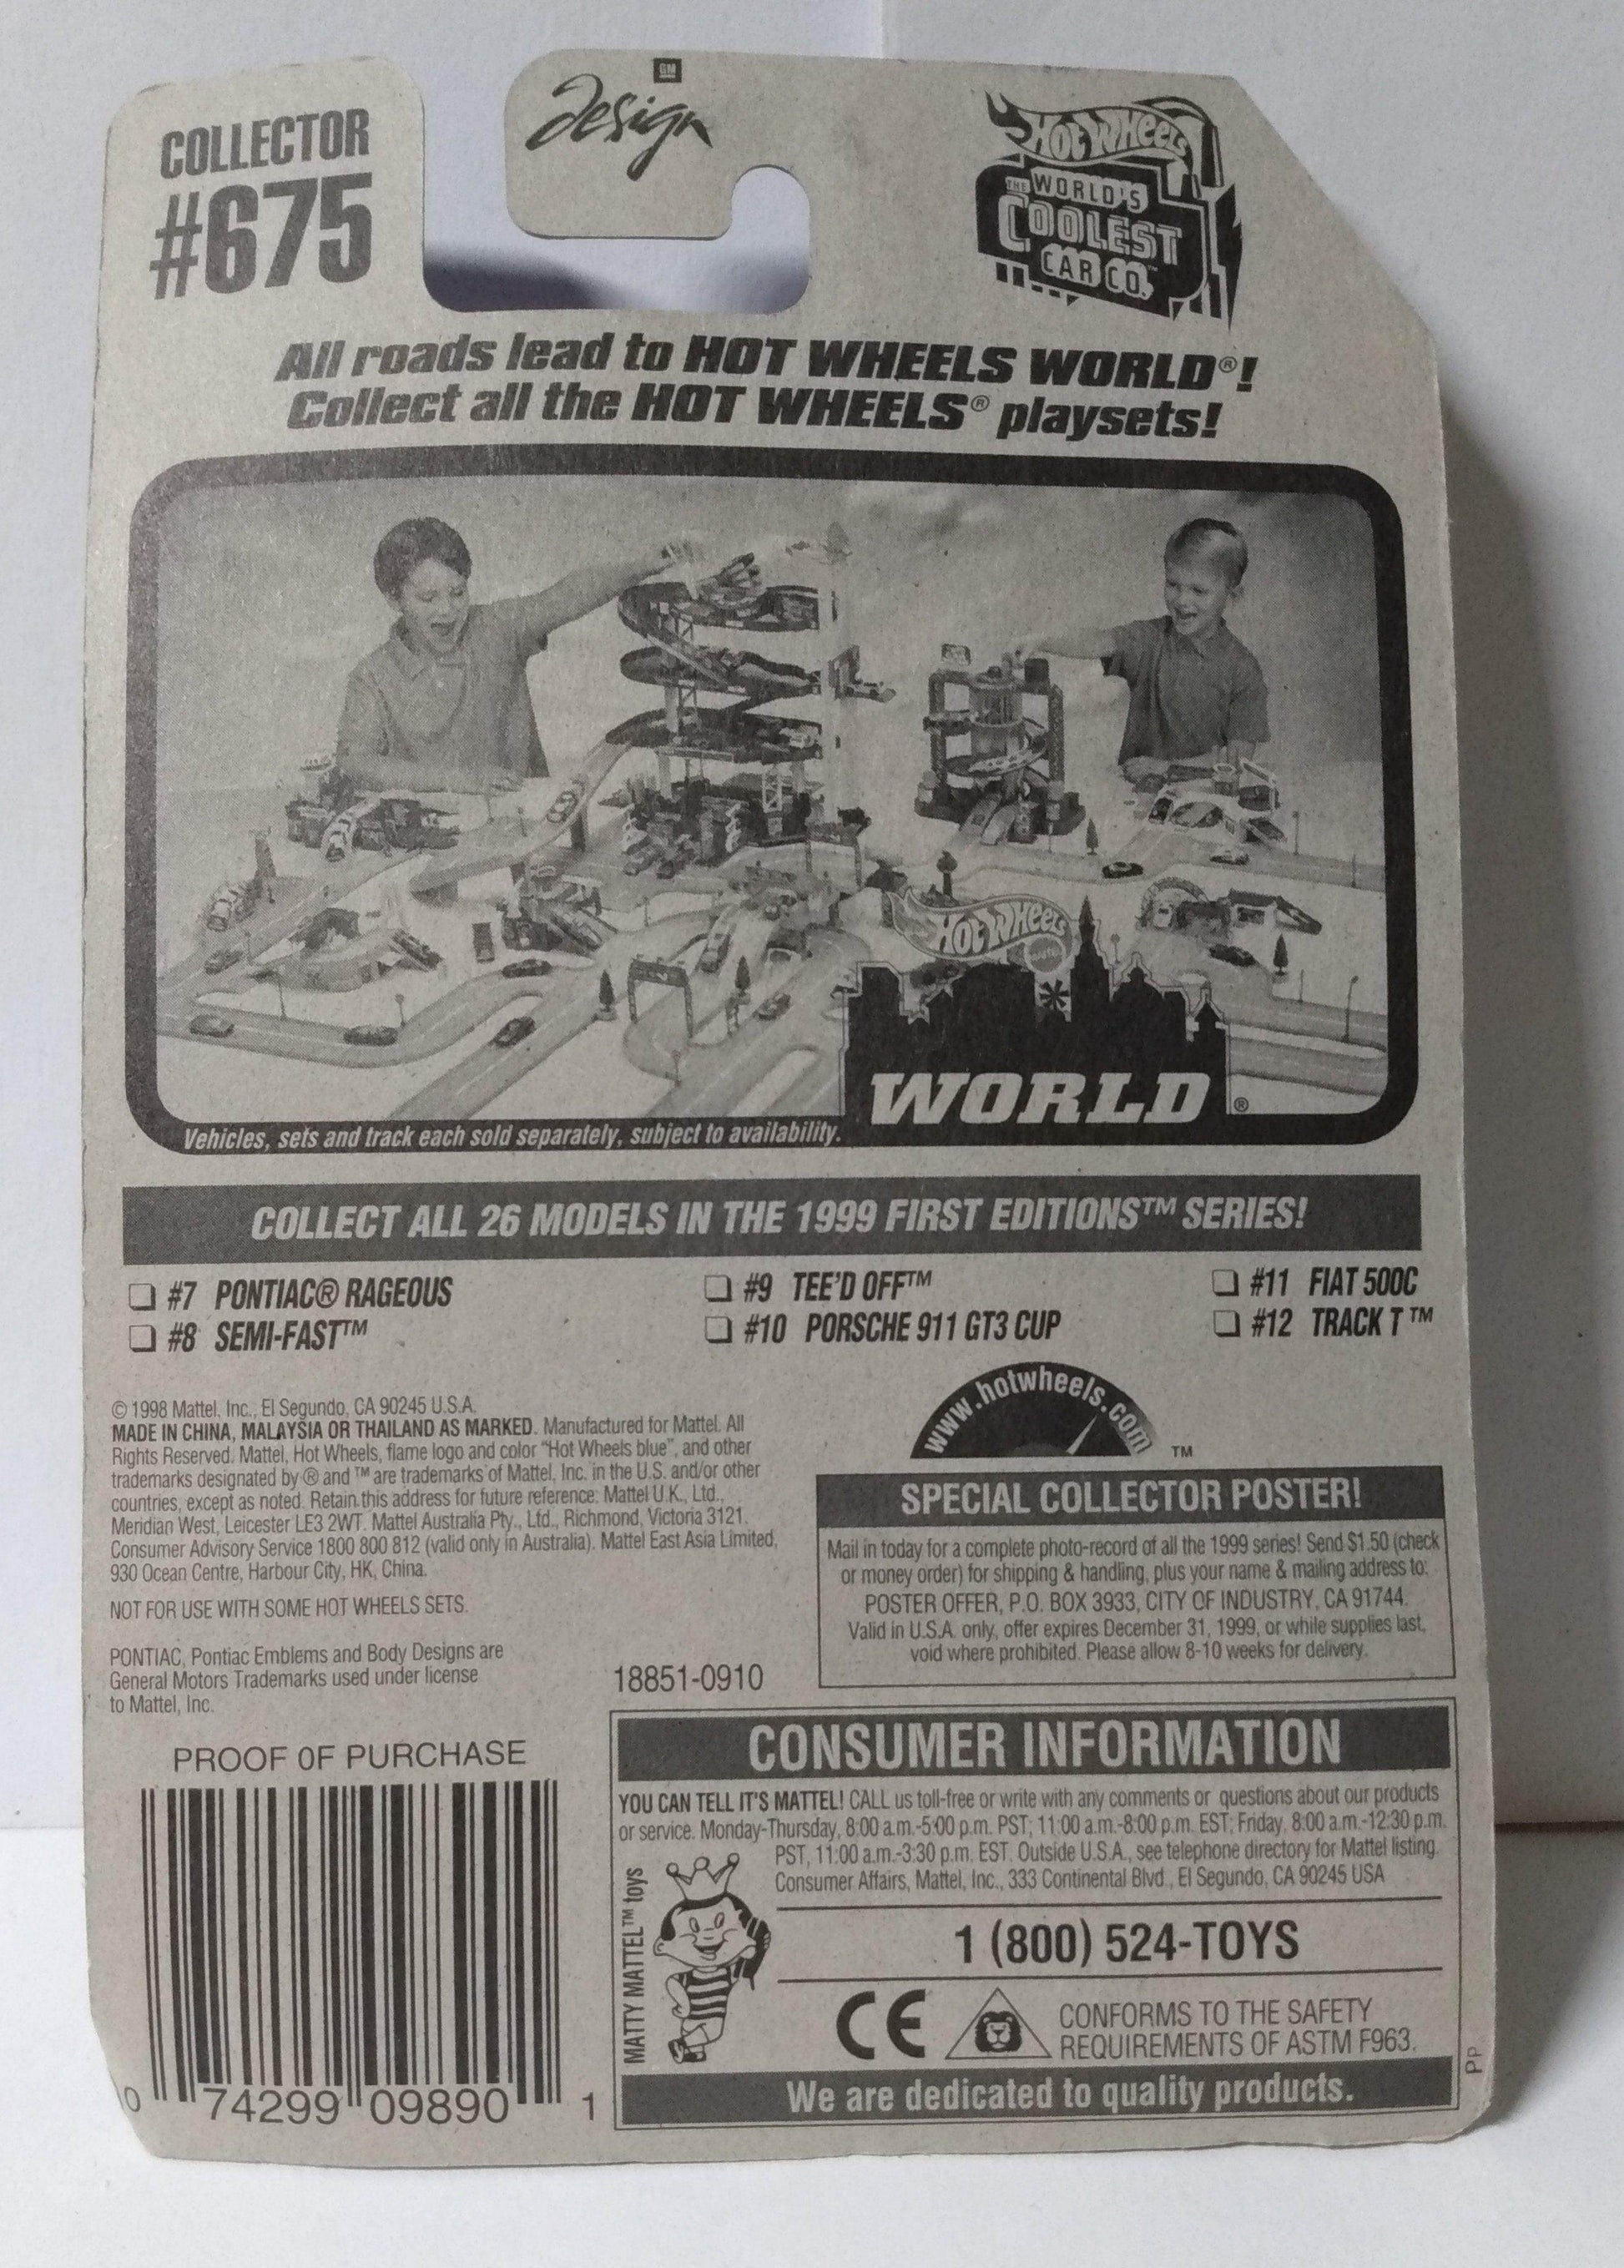 COLLECTOR
#675
GM
Design
HOT WHEELS
THE WORLD'S
COOLEST
CAR CO.™
All roads lead to HOT WHEELS WORLD®!
Collect all the HOT WHEELS® playsets!
HOT WHEELS
WORLD ®
Vehicles, sets and track each sold separately, subject to availability.
COLLECT ALL 26 MODELS IN THE 1999 FIRST EDITIONS™ SERIES!
#7 PONTIAC® RAGEOUS
#8 SEMI-FAST™
#9 TEE'D OFF™
#10 PORSCHE 911 GT3 CUP
#11 FIAT 500C
#12 TRACK T™
© 1998 Mattel, Inc., El Segundo, CA 90245 U.S.A.
MADE IN CHINA, MALAYSIA OR THAILAND AS MARKED. Manufactured for Mattel. All
Rights Reserved. Mattel, Hot Wheels, flame logo and color "Hot Wheels blue", and other
trademarks designated by ® and ™ are trademarks of Mattel, Inc. in the U.S. and/or other
countries, except as noted. Retain this address for future reference: Mattel U.K., Ltd.,
Meridian West, Leicester LE3 2WT. Mattel Australia Pty., Ltd., Richmond, Victoria 3121.
Consumer Advisory Service 1800 800 812 (valid only in Australia). Mattel East Asia Limited,
930 Ocean Centre, Harbour City, HK, China.
NOT FOR USE WITH SOME HOT WHEELS SETS.
PONTIAC, Pontiac Emblems and Body Designs are
General Motors Trademarks used under license
to Mattel, Inc.
18851-0910
www.hotwheels.com ™
SPECIAL COLLECTOR POSTER!
Mail in today for a complete photo-record of all the 1999 series! Send $1.50 (check
or money order) for shipping & handling, plus your name & mailing address to:
POSTER OFFER, P.O. BOX 3933, CITY OF INDUSTRY, CA 91744.
Valid in U.S.A. only, offer expires December 31, 1999, or while supplies last,
void where prohibited. Please allow 8-10 weeks for delivery.
PROOF OF PURCHASE
0 74299 09890 1
CONSUMER INFORMATION
YOU CAN TELL IT'S MATTEL! CALL us toll-free or write with any comments or questions about our products
or service. Monday-Thursday, 8:00 a.m.-5:00 p.m. PST; 11:00 a.m.-8:00 p.m. EST; Friday, 8:00 a.m.-12:30 p.m.
PST, 11:00 a.m.-3:30 p.m. EST. Outside U.S.A., see telephone directory for Mattel listing.
Consumer Affairs, Mattel, Inc., 333 Continental Blvd., El Segundo, CA 90245 USA
MATTY MATTEL™ toys
1 (800) 524-TOYS
CE
CONFORMS TO THE SAFETY
REQUIREMENTS OF ASTM F963.
We are dedicated to quality products.
PP